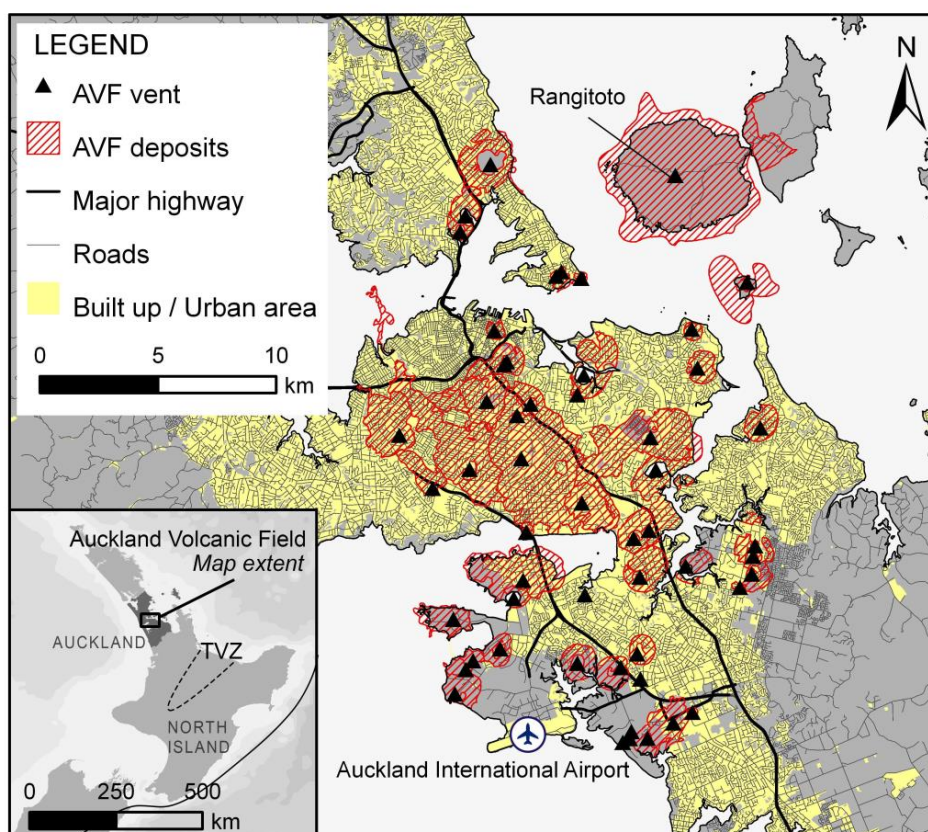 LEGEND
AVF vent
AVF deposits
Major highway
Roads
Built up / Urban area
0 5 10
km
N
Rangitoto
Auckland International Airport
Auckland Volcanic Field
Map extent
AUCKLAND
TVZ
NORTH
ISLAND
0 250 500
km